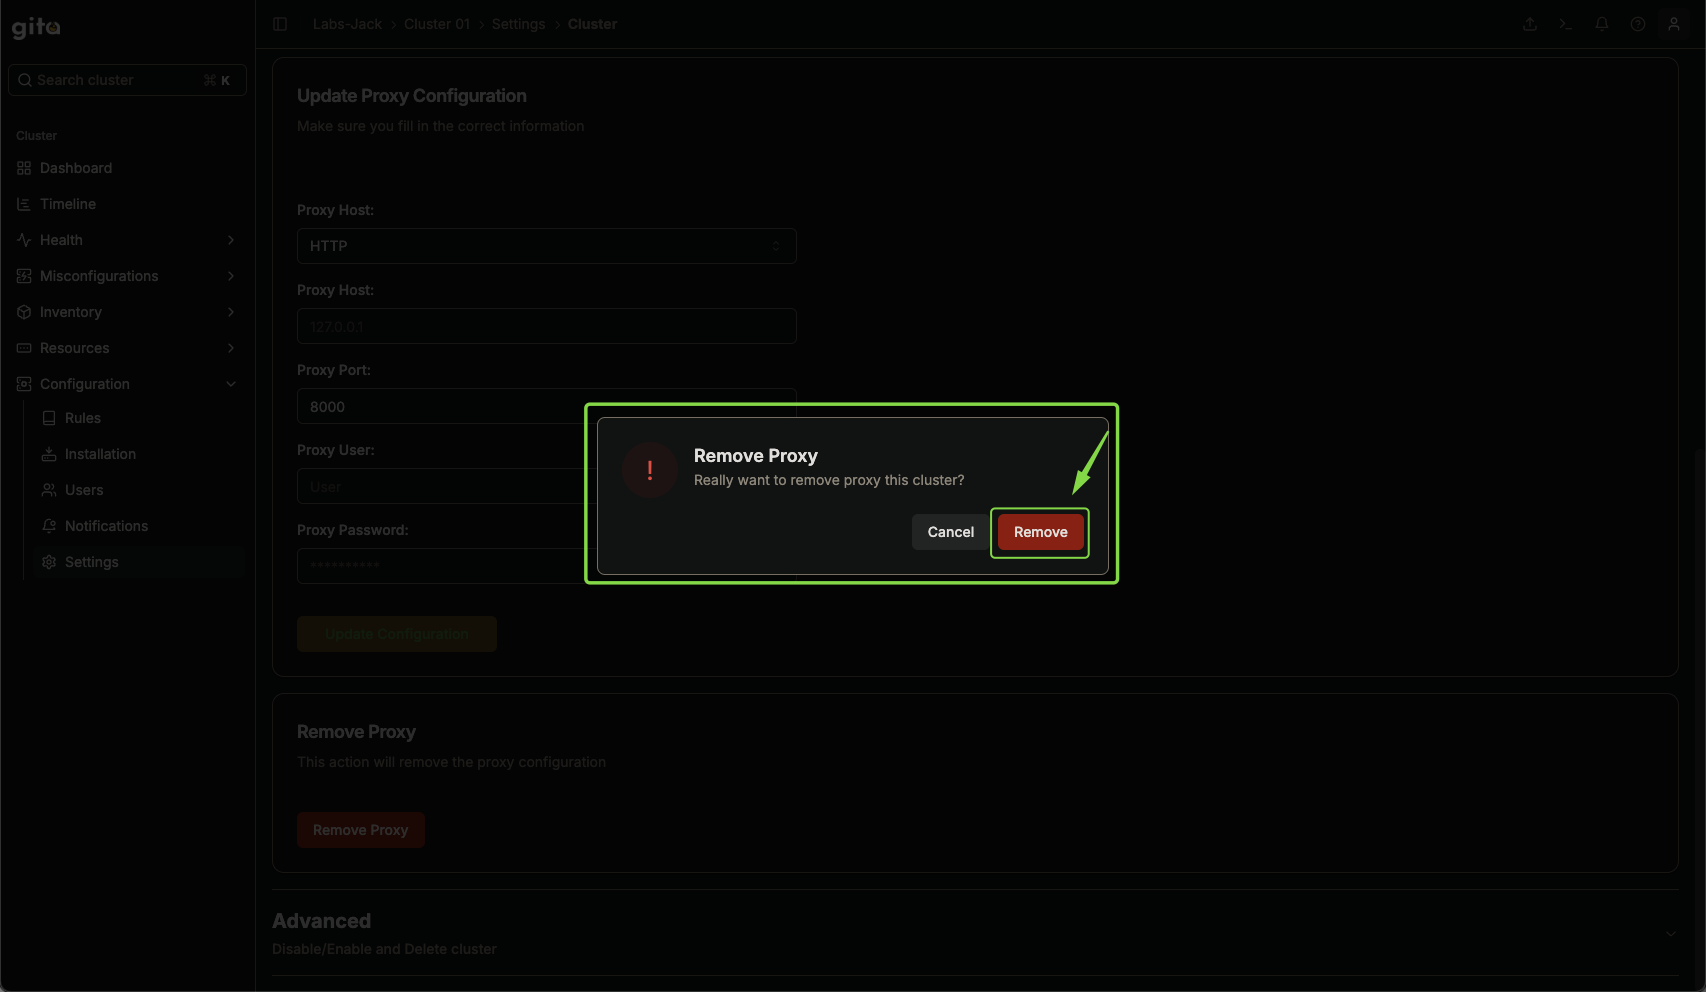 gita
Labs-Jack > Cluster 01 > Settings > Cluster
Search cluster ⌘ K
Cluster
Dashboard
Timeline
Health
Misconfigurations
Inventory
Resources
Configuration
Rules
Installation
Users
Notifications
Settings
Update Proxy Configuration
Make sure you fill in the correct information
Proxy Host:
HTTP
Proxy Host:
127.0.0.1
Proxy Port:
8000
Proxy User:
User
Proxy Password:
**********
Update Configuration
Remove Proxy
Really want to remove proxy this cluster?
Cancel
Remove
Remove Proxy
This action will remove the proxy configuration
Remove Proxy
Advanced
Disable/Enable and Delete cluster